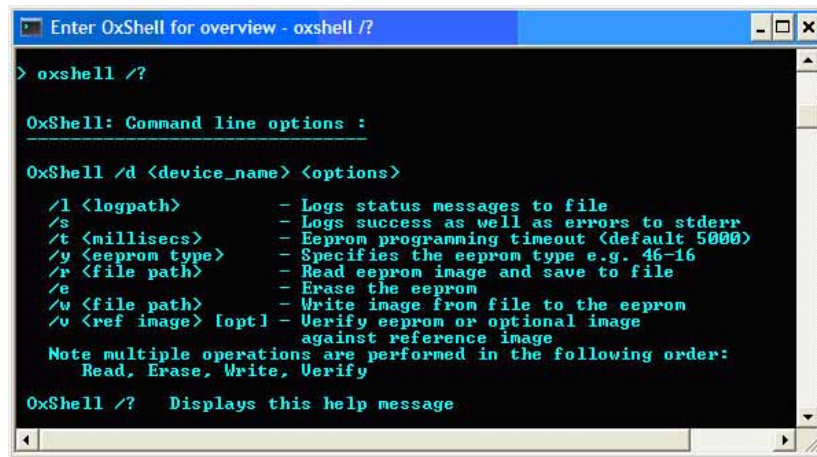 Enter OxShell for overview - oxshell /?
> oxshell /?
OxShell: Command line options :
OxShell /d <device_name> <options>
/l <logpath> - Logs status messages to file
/s - Logs success as well as errors to stderr
/t <millisecs> - Eeprom programming timeout (default 5000)
/y <eeprom type> - Specifies the eeprom type e.g. 46-16
/r <file path> - Read eeprom image and save to file
/e - Erase the eeprom
/w <file path> - Write image from file to the eeprom
/v <ref image> [opt] - Verify eeprom or optional image
against reference image
Note multiple operations are performed in the following order:
Read, Erase, Write, Verify
OxShell /? Displays this help message